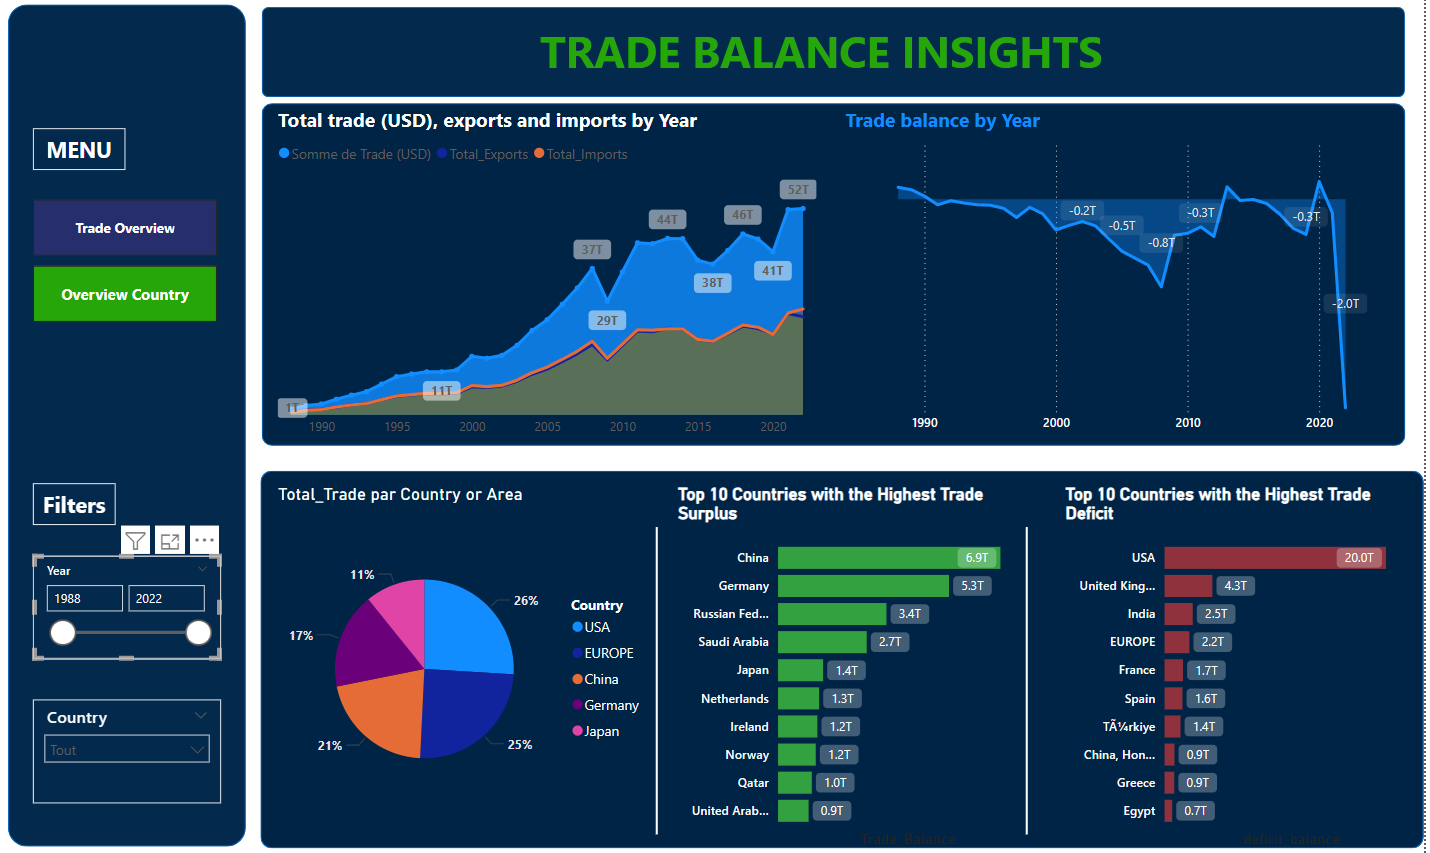 TRADE BALANCE INSIGHTS
MENU
Trade Overview
Overview Country
Filters
Year
1988
2022
Country
Tout
Total trade (USD), exports and imports by Year
Somme de Trade (USD) Total_Exports Total_Imports
1T
11T
37T
29T
44T
38T
46T
41T
52T
1990 1995 2000 2005 2010 2015 2020
Trade balance by Year
-0.2T
-0.5T
-0.8T
-0.3T
-0.3T
-2.0T
1990 2000 2010 2020
Total_Trade par Country or Area
11%
26%
17%
21%
25%
Country
USA
EUROPE
China
Germany
Japan
Top 10 Countries with the Highest Trade
Surplus
China 6.9T
Germany 5.3T
Russian Fed... 3.4T
Saudi Arabia 2.7T
Japan 1.4T
Netherlands 1.3T
Ireland 1.2T
Norway 1.2T
Qatar 1.0T
United Arab... 0.9T
Trade_Balance
Top 10 Countries with the Highest Trade
Deficit
USA 20.0T
United King... 4.3T
India 2.5T
EUROPE 2.2T
France 1.7T
Spain 1.6T
TÃ¼rkiye 1.4T
China, Hon... 0.9T
Greece 0.9T
Egypt 0.7T
deficit_balance